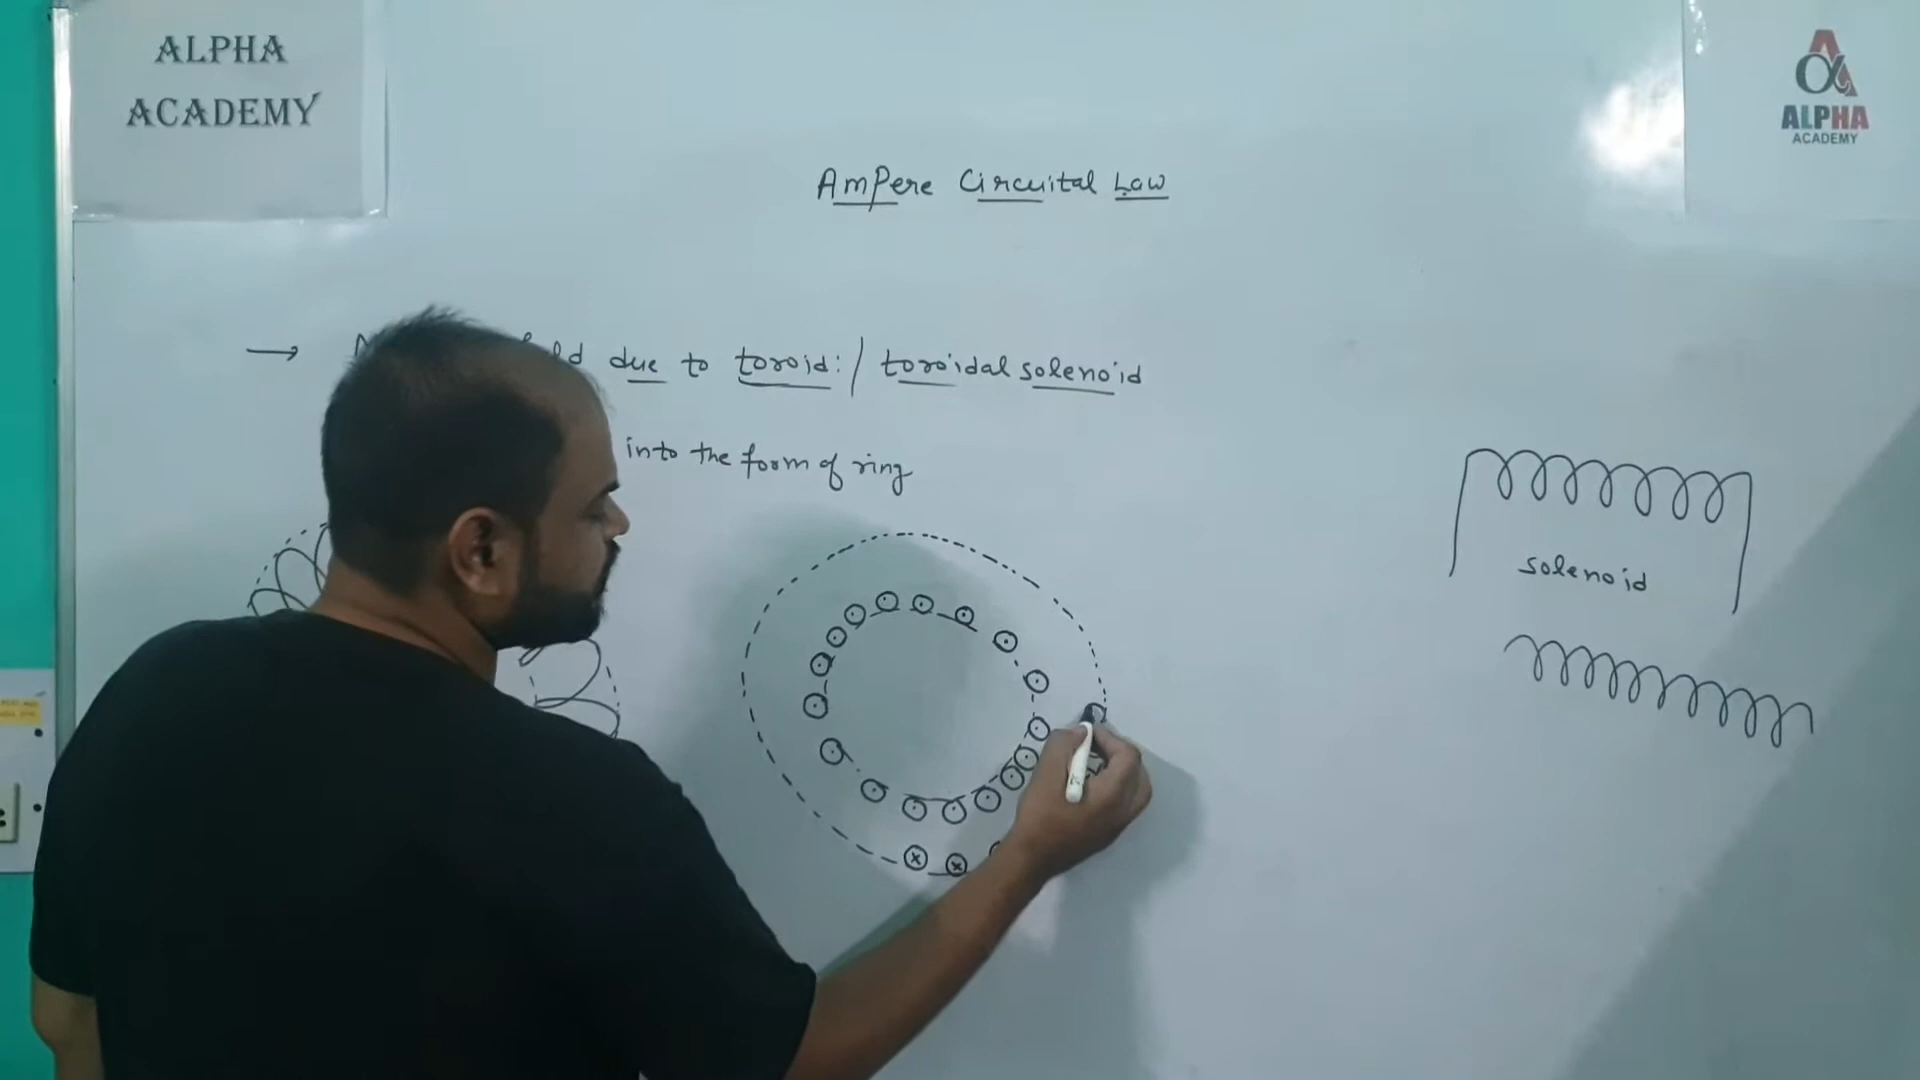 ALPHA
ACADEMY
ALPHA
ACADEMY
Ampere Circuital Law
→ due to toroid: / toroidal solenoid
into the form of ring
solenoid